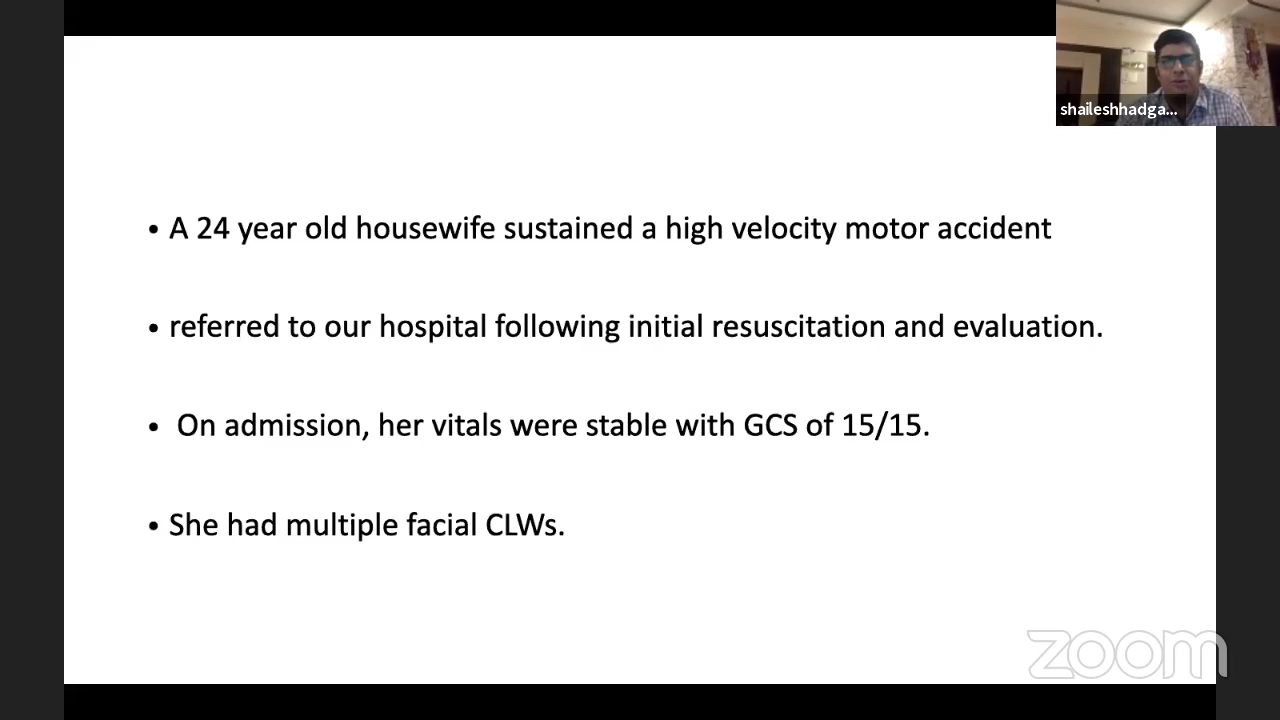 shaileshhadga...
• A 24 year old housewife sustained a high velocity motor accident
• referred to our hospital following initial resuscitation and evaluation.
• On admission, her vitals were stable with GCS of 15/15.
• She had multiple facial CLWs.
zoom